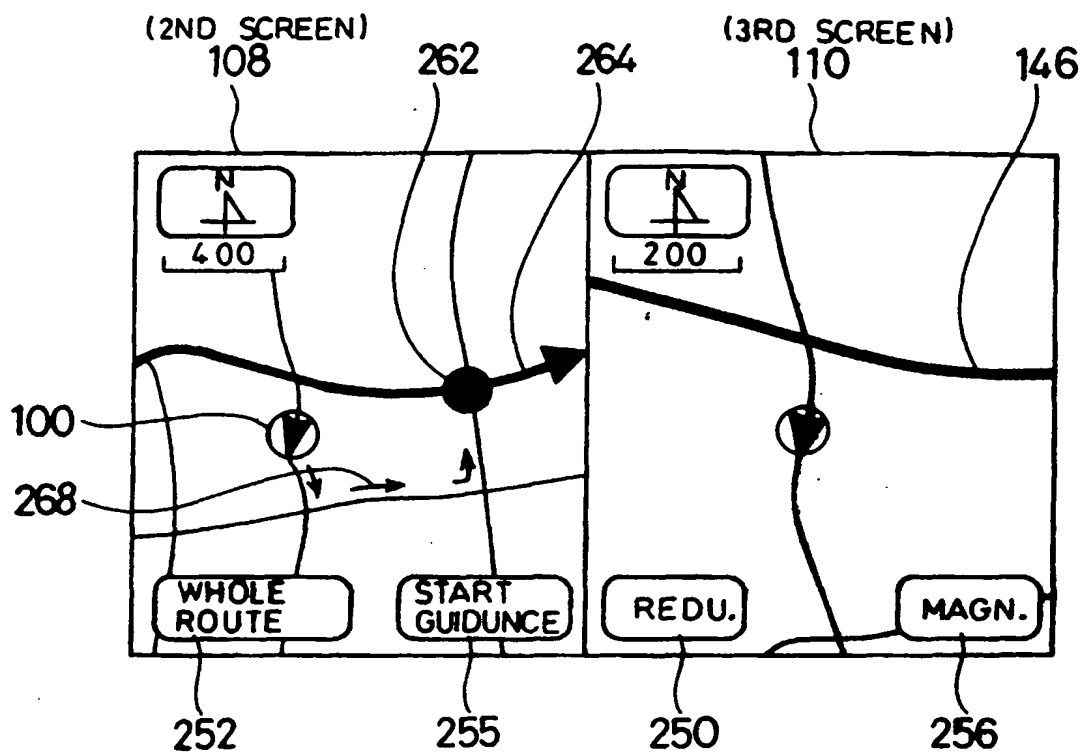 (2ND SCREEN) (3RD SCREEN)
108 262 264 110 146
N N
400 200
100
268
WHOLE ROUTE START GUIDUNCE REDU. MAGN.
252 255 250 256